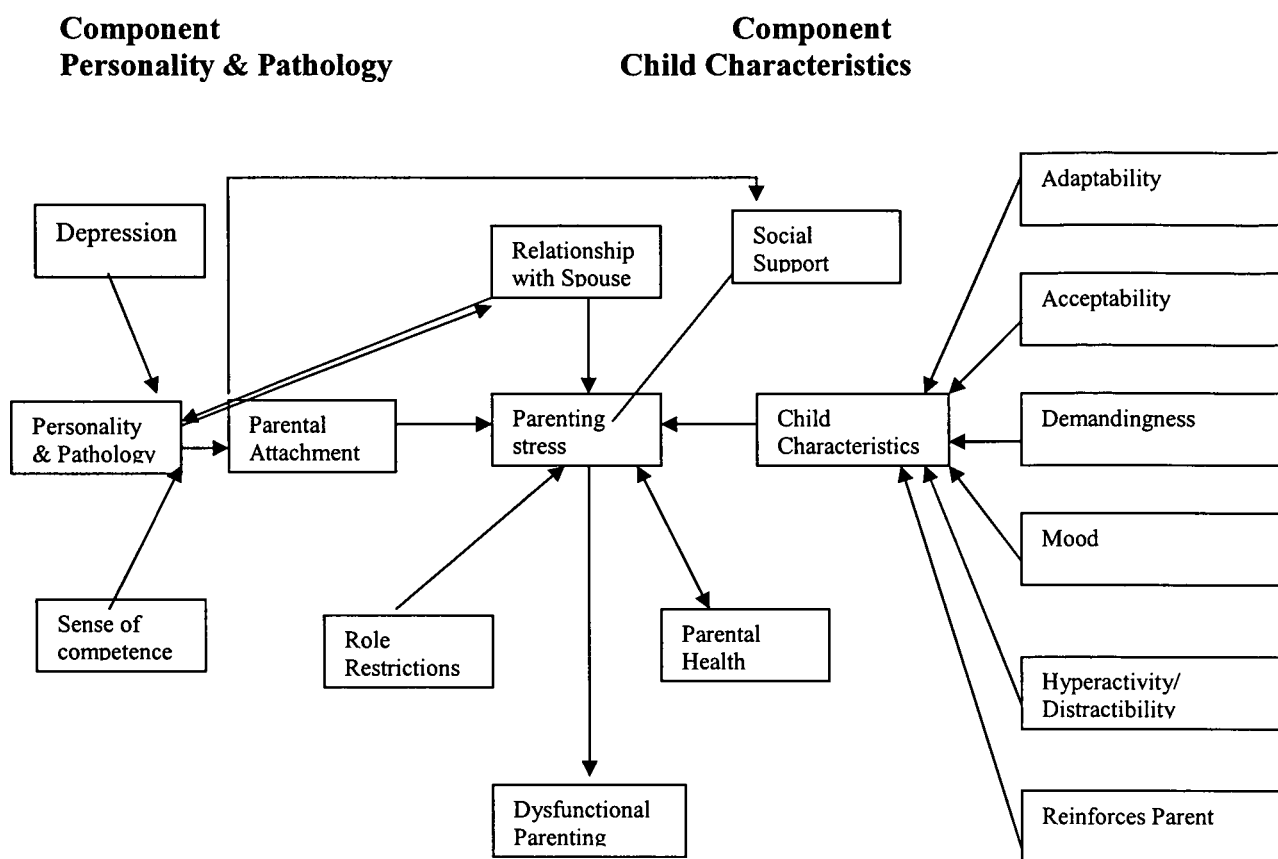 Component
Personality & Pathology
Component
Child Characteristics
Adaptability
Depression
Relationship
with Spouse
Social
Support
Acceptability
Personality
& Pathology
Parental
Attachment
Parenting
stress
Child
Characteristics
Demandingness
Mood
Sense of
competence
Role
Restrictions
Parental
Health
Hyperactivity/
Distractibility
Dysfunctional
Parenting
Reinforces Parent